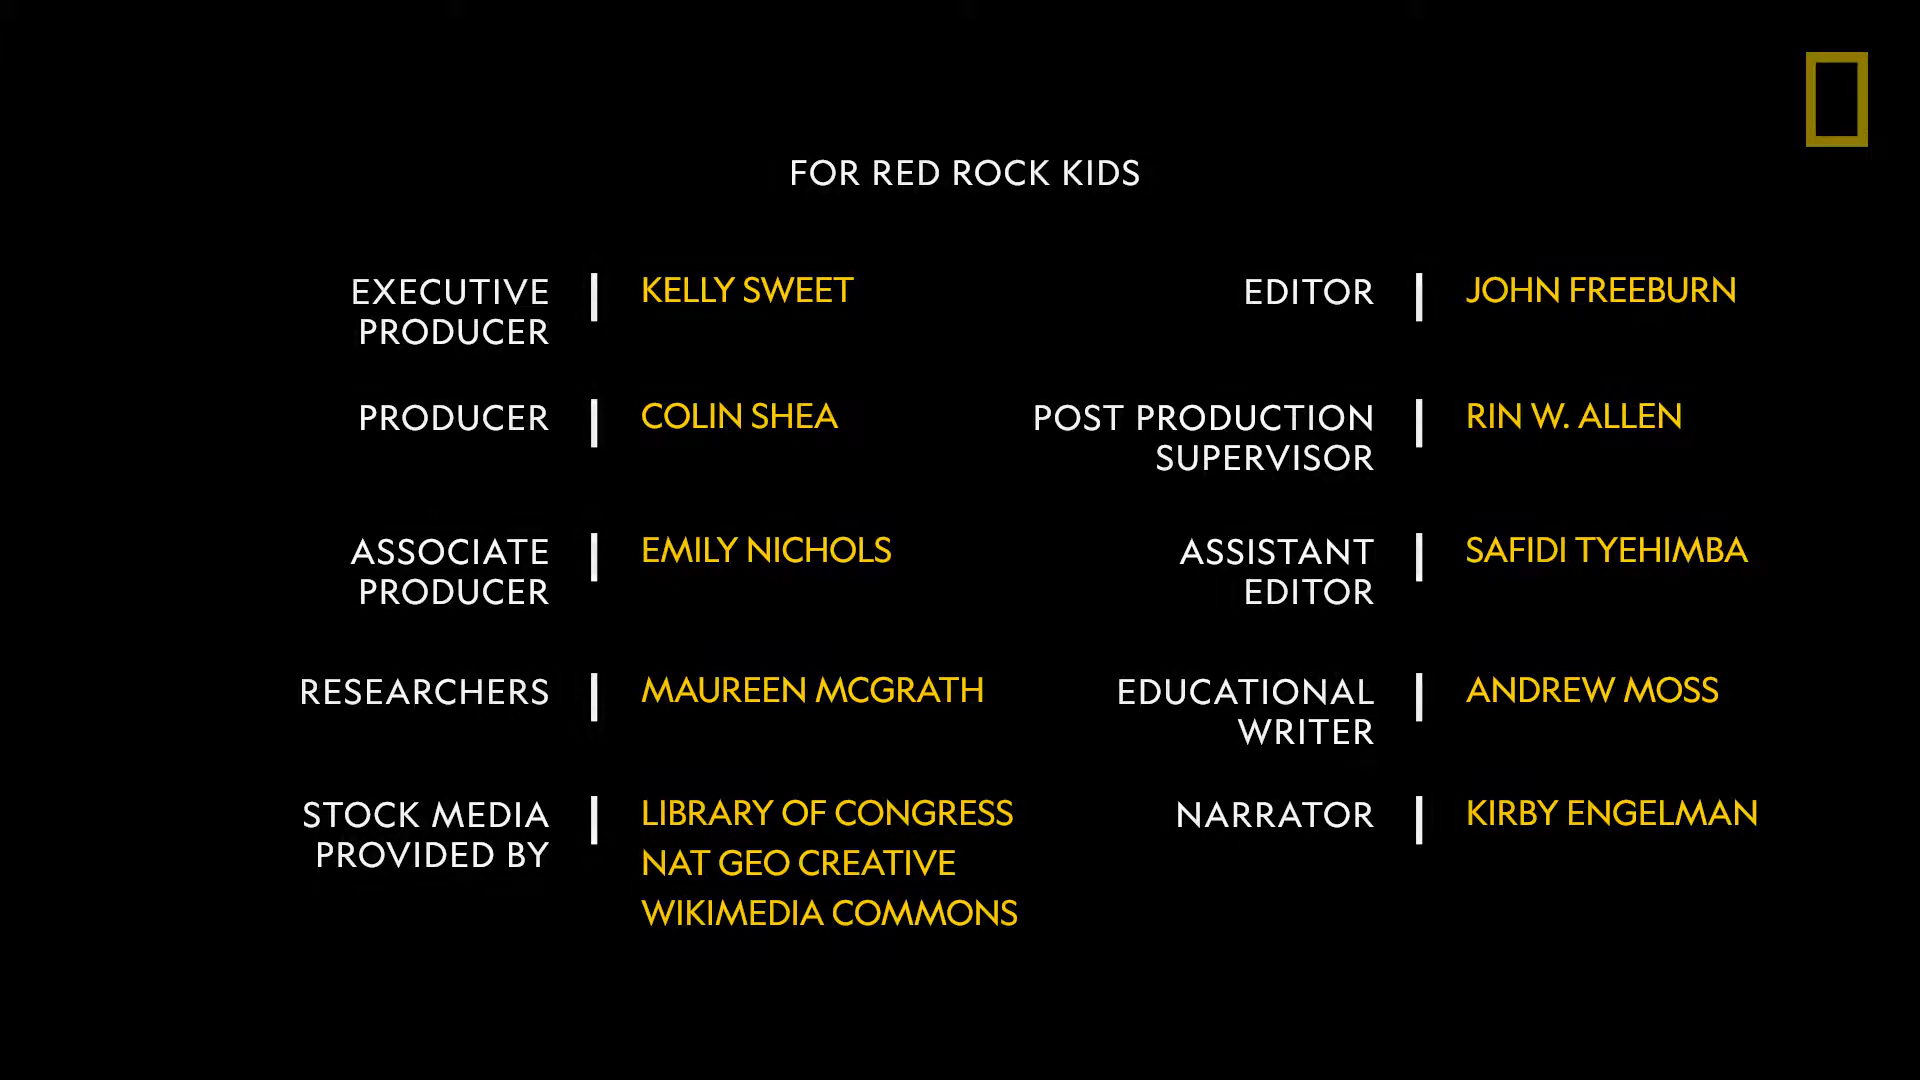 FOR RED ROCK KIDS
EXECUTIVE
PRODUCER
KELLY SWEET
PRODUCER
COLIN SHEA
ASSOCIATE
PRODUCER
EMILY NICHOLS
RESEARCHERS
MAUREEN MCGRATH
STOCK MEDIA
PROVIDED BY
LIBRARY OF CONGRESS
NAT GEO CREATIVE
WIKIMEDIA COMMONS
EDITOR
JOHN FREEBURN
POST PRODUCTION
SUPERVISOR
RIN W. ALLEN
ASSISTANT
EDITOR
SAFIDI TYEHIMBA
EDUCATIONAL
WRITER
ANDREW MOSS
NARRATOR
KIRBY ENGELMAN